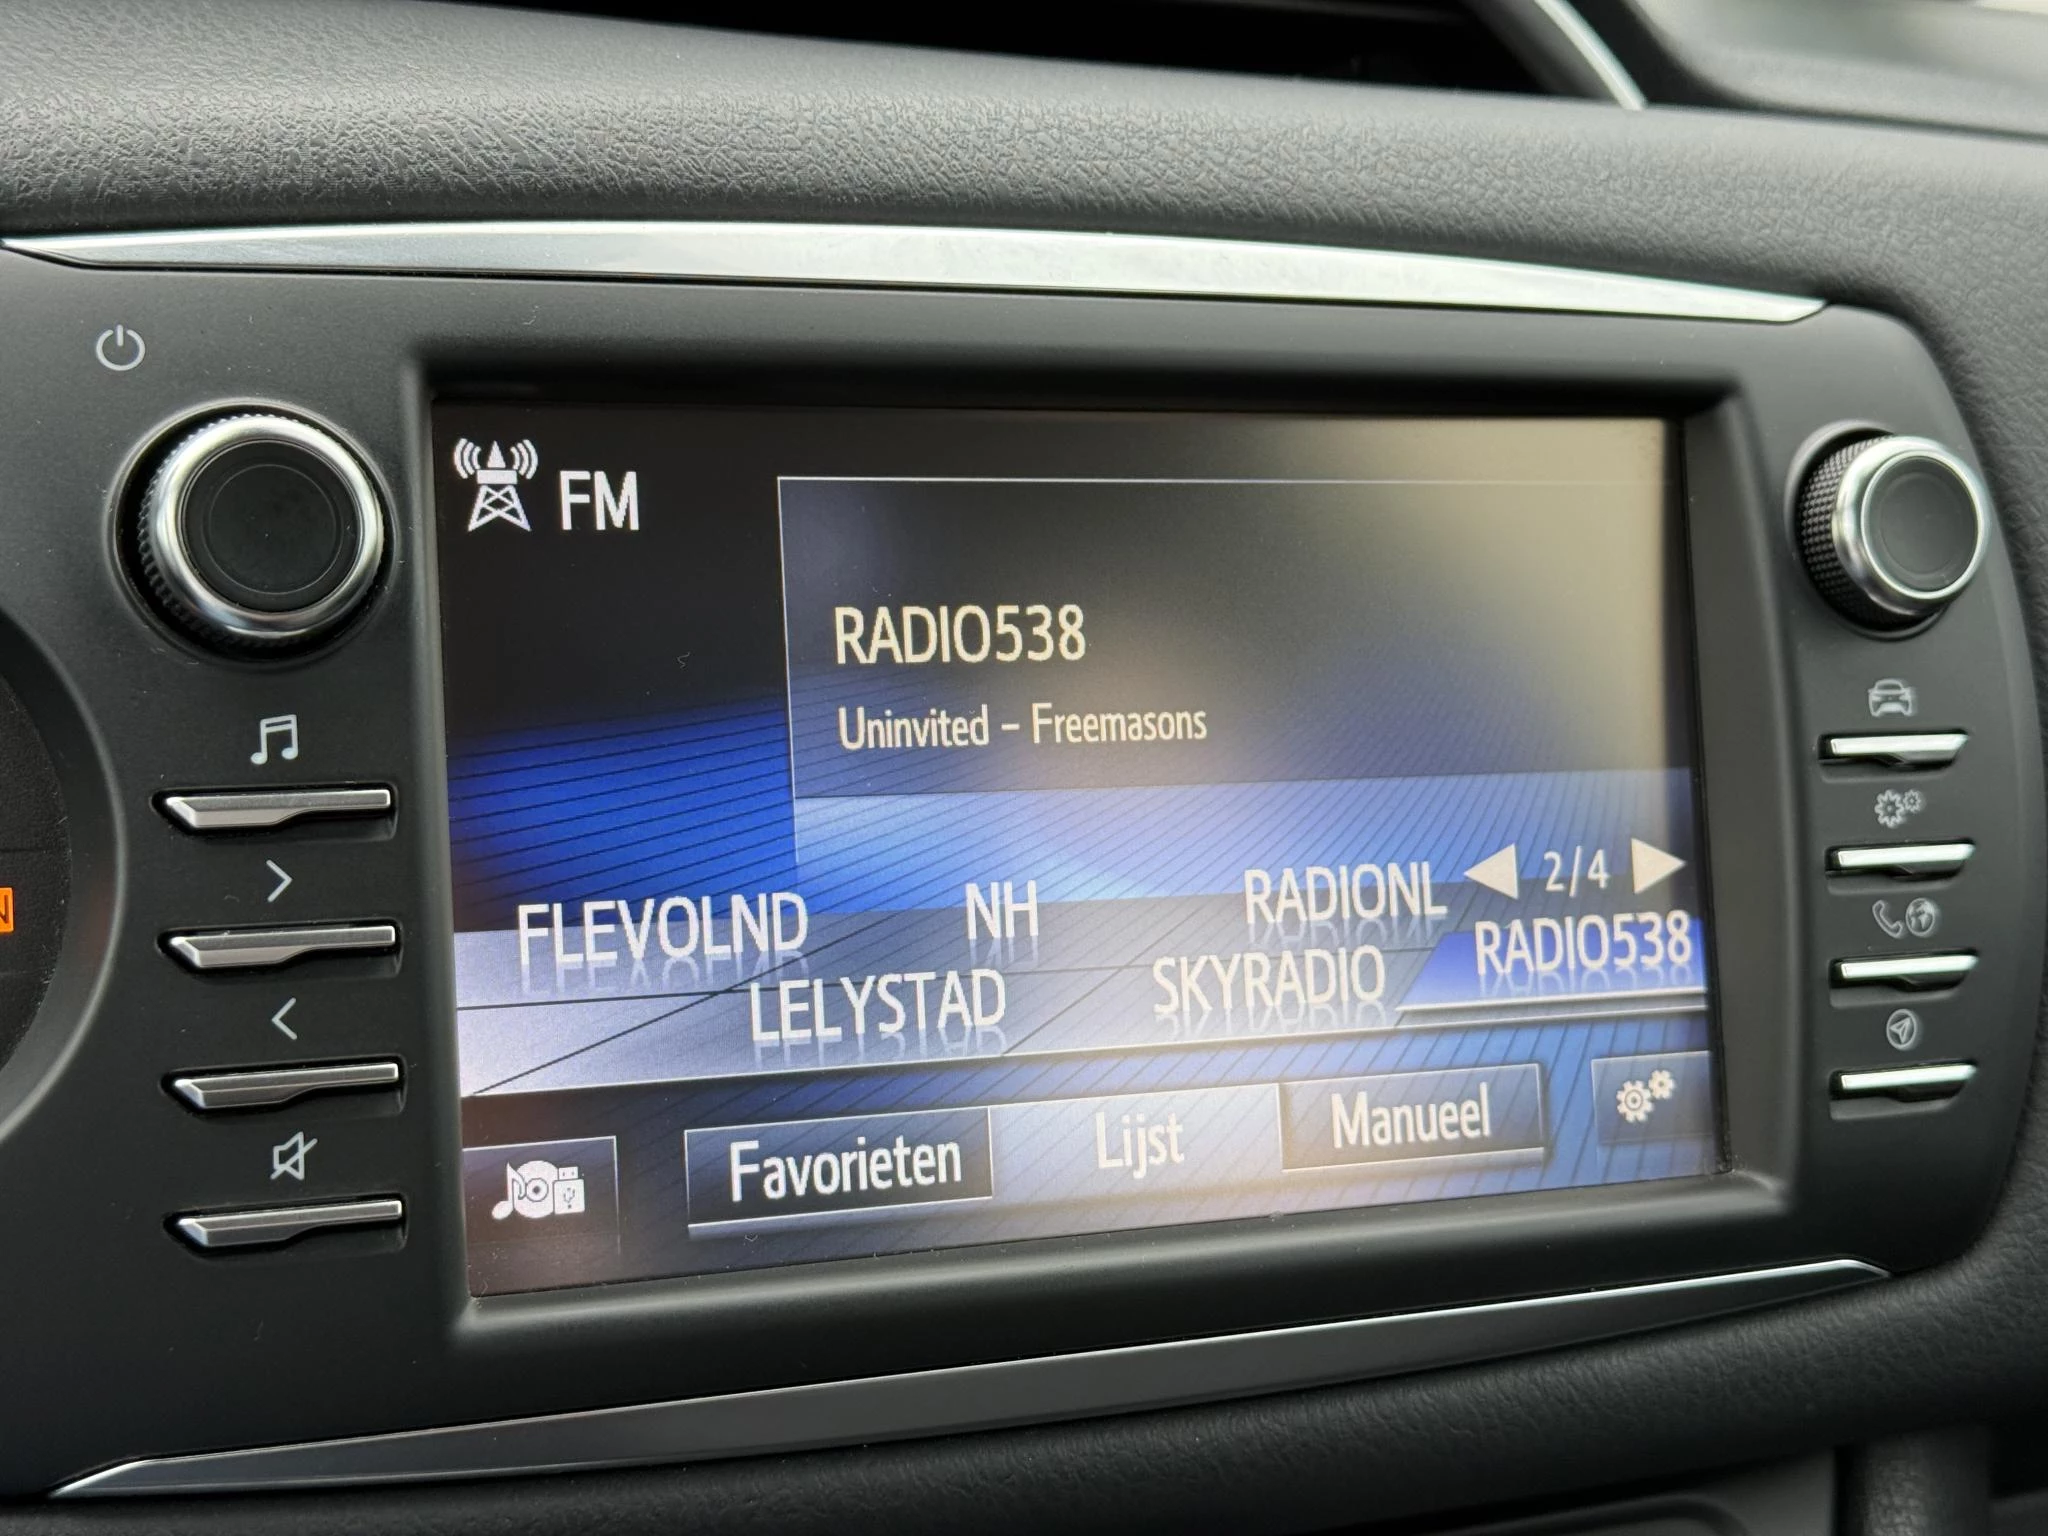 FM
RADIO538
Uninvited – Freemasons
2/4
FLEVOLND NH RADIONL
LELYSTAD SKYRADIO RADIO538
Favorieten Lijst Manueel